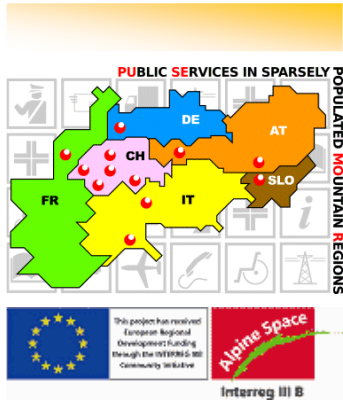 PUBLIC SERVICES IN SPARSELY
POPULATED MOUNTAIN REGIONS
DE
AT
CH
SLO
FR
IT
This project has received
European Regional
Development Funding
through the INTERREG IIIB
Community Initiative
Alpine Space
Interreg III B